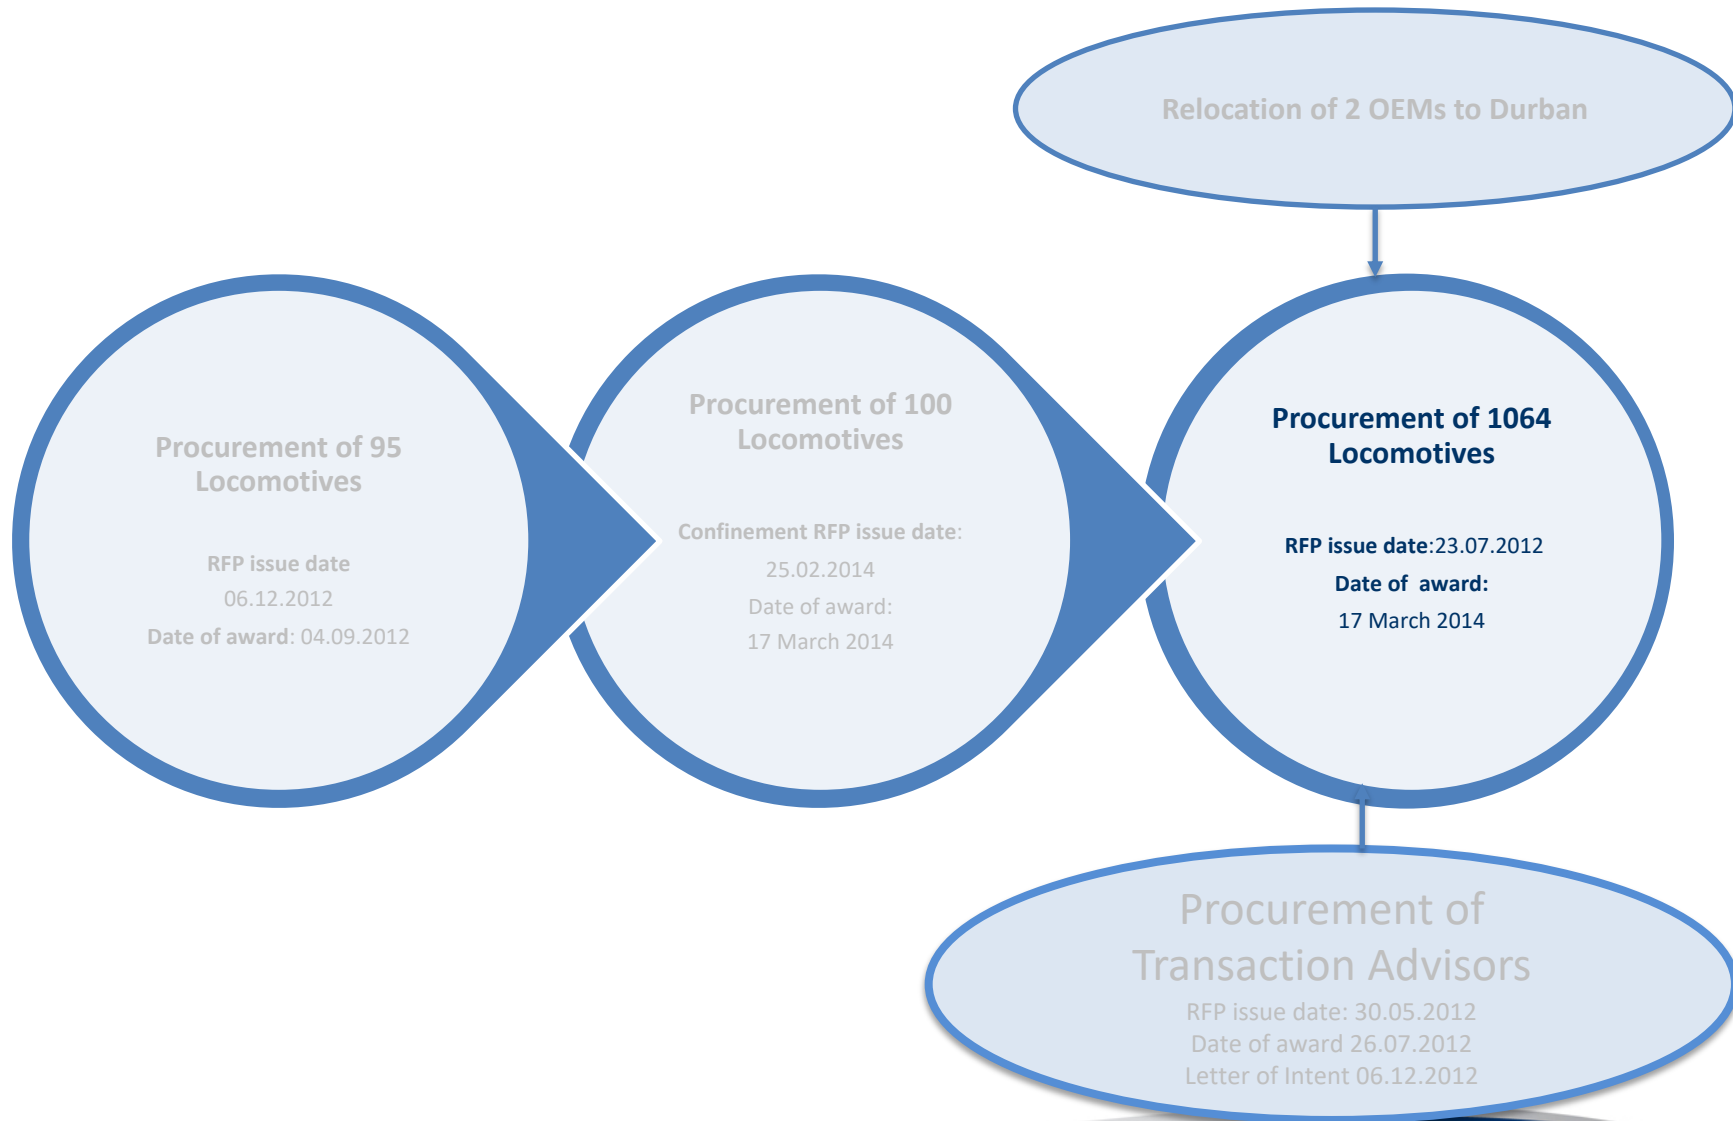 Relocation of 2 OEMs to Durban
Procurement of 95
Locomotives
RFP issue date
06.12.2012
Date of award: 04.09.2012
Procurement of 100
Locomotives
Confinement RFP issue date:
25.02.2014
Date of award:
17 March 2014
Procurement of 1064
Locomotives
RFP issue date:23.07.2012
Date of  award:
17 March 2014
Procurement of
Transaction Advisors
RFP issue date: 30.05.2012
Date of award 26.07.2012
Letter of Intent 06.12.2012